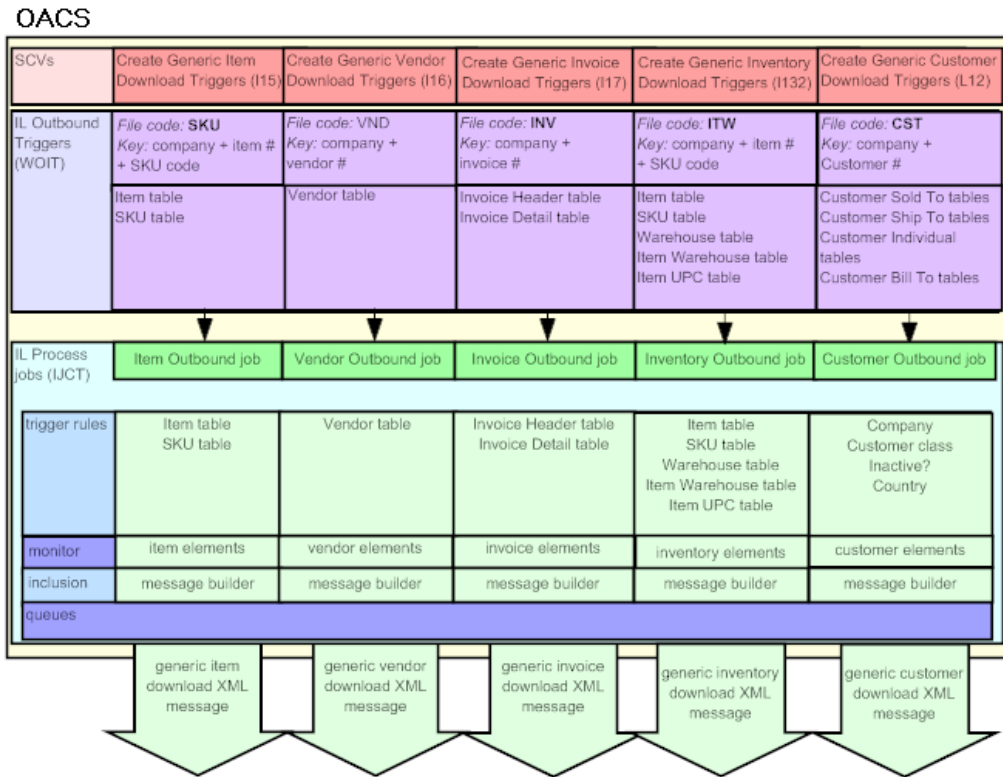 OACS
SCVs
Create Generic Item
Download Triggers (I15)
Create Generic Vendor
Download Triggers (I16)
Create Generic Invoice
Download Triggers (I17)
Create Generic Inventory
Download Triggers (I132)
Create Generic Customer
Download Triggers (L12)
IL Outbound
Triggers
(WOIT)
File code: SKU
Key: company + item #
+ SKU code
File code: VND
Key: company +
vendor #
File code: INV
Key: company +
invoice #
File code: ITW
Key: company + item #
+ SKU code
File code: CST
Key: company +
Customer #
Item table
SKU table
Vendor table
Invoice Header table
Invoice Detail table
Item table
SKU table
Warehouse table
Item Warehouse table
Item UPC table
Customer Sold To tables
Customer Ship To tables
Customer Individual
tables
Customer Bill To tables
IL Process
jobs (IJCT)
Item Outbound job
Vendor Outbound job
Invoice Outbound job
Inventory Outbound job
Customer Outbound job
trigger rules
Item table
SKU table
Vendor table
Invoice Header table
Invoice Detail table
Item table
SKU table
Warehouse table
Item Warehouse table
Item UPC table
Company
Customer class
Inactive?
Country
monitor
item elements
vendor elements
invoice elements
inventory elements
customer elements
inclusion
message builder
message builder
message builder
message builder
message builder
queues
generic item
download XML
message
generic vendor
download XML
message
generic invoice
download XML
message
generic inventory
download XML
message
generic customer
download XML
message